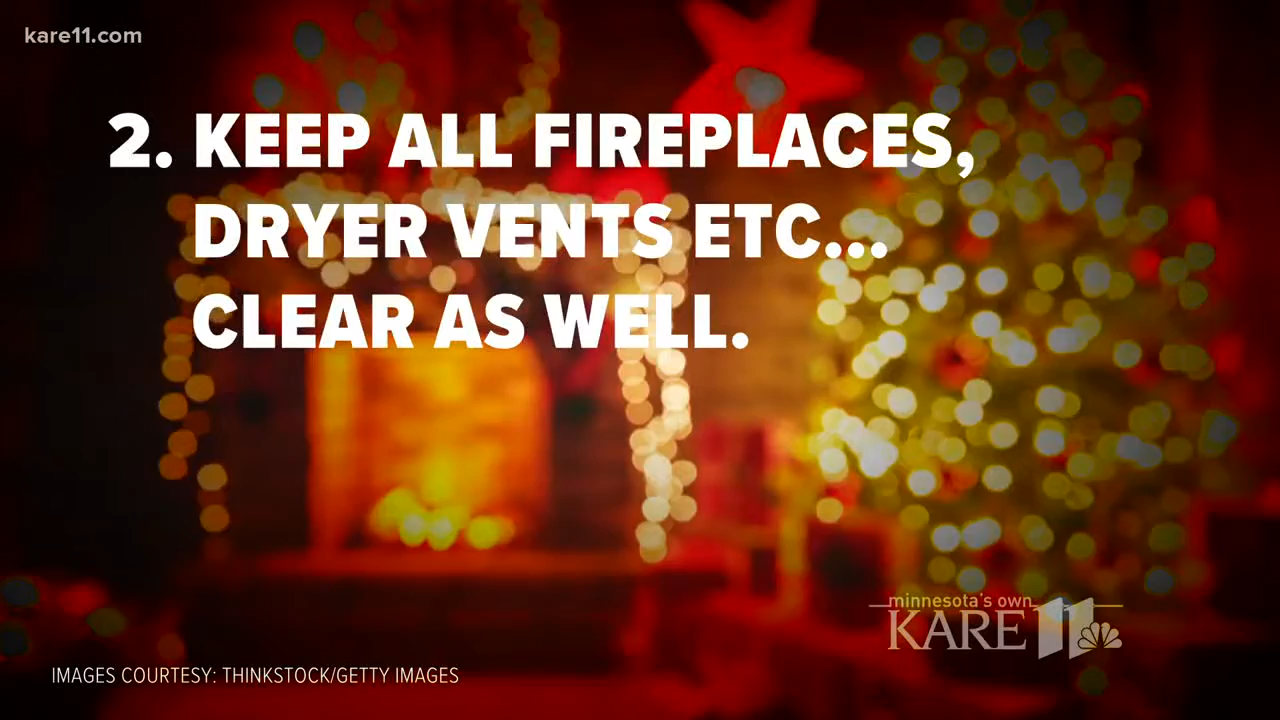 kare11.com
2. KEEP ALL FIREPLACES,
DRYER VENTS ETC...
CLEAR AS WELL.
minnesota's own
KARE 11
IMAGES COURTESY: THINKSTOCK/GETTY IMAGES